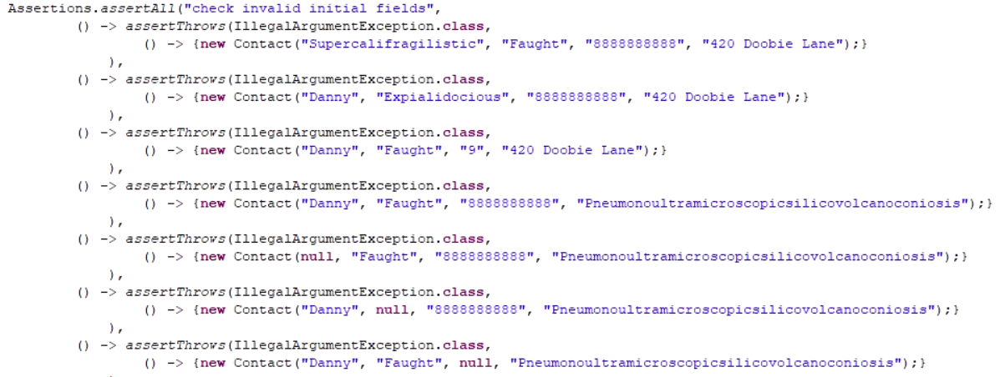 Assertions.assertAll("check invalid initial fields",
() -> assertThrows(IllegalArgumentException.class,
() -> {new Contact("Supercalifragilistic", "Faught", "8888888888", "420 Doobie Lane");}
),
() -> assertThrows(IllegalArgumentException.class,
() -> {new Contact("Danny", "Expialidocious", "8888888888", "420 Doobie Lane");}
),
() -> assertThrows(IllegalArgumentException.class,
() -> {new Contact("Danny", "Faught", "9", "420 Doobie Lane");}
),
() -> assertThrows(IllegalArgumentException.class,
() -> {new Contact("Danny", "Faught", "8888888888", "Pneumonoultramicroscopicsilicovolcanoconiosis");}
),
() -> assertThrows(IllegalArgumentException.class,
() -> {new Contact(null, "Faught", "8888888888", "Pneumonoultramicroscopicsilicovolcanoconiosis");}
),
() -> assertThrows(IllegalArgumentException.class,
() -> {new Contact("Danny", null, "8888888888", "Pneumonoultramicroscopicsilicovolcanoconiosis");}
),
() -> assertThrows(IllegalArgumentException.class,
() -> {new Contact("Danny", "Faught", null, "Pneumonoultramicroscopicsilicovolcanoconiosis");}